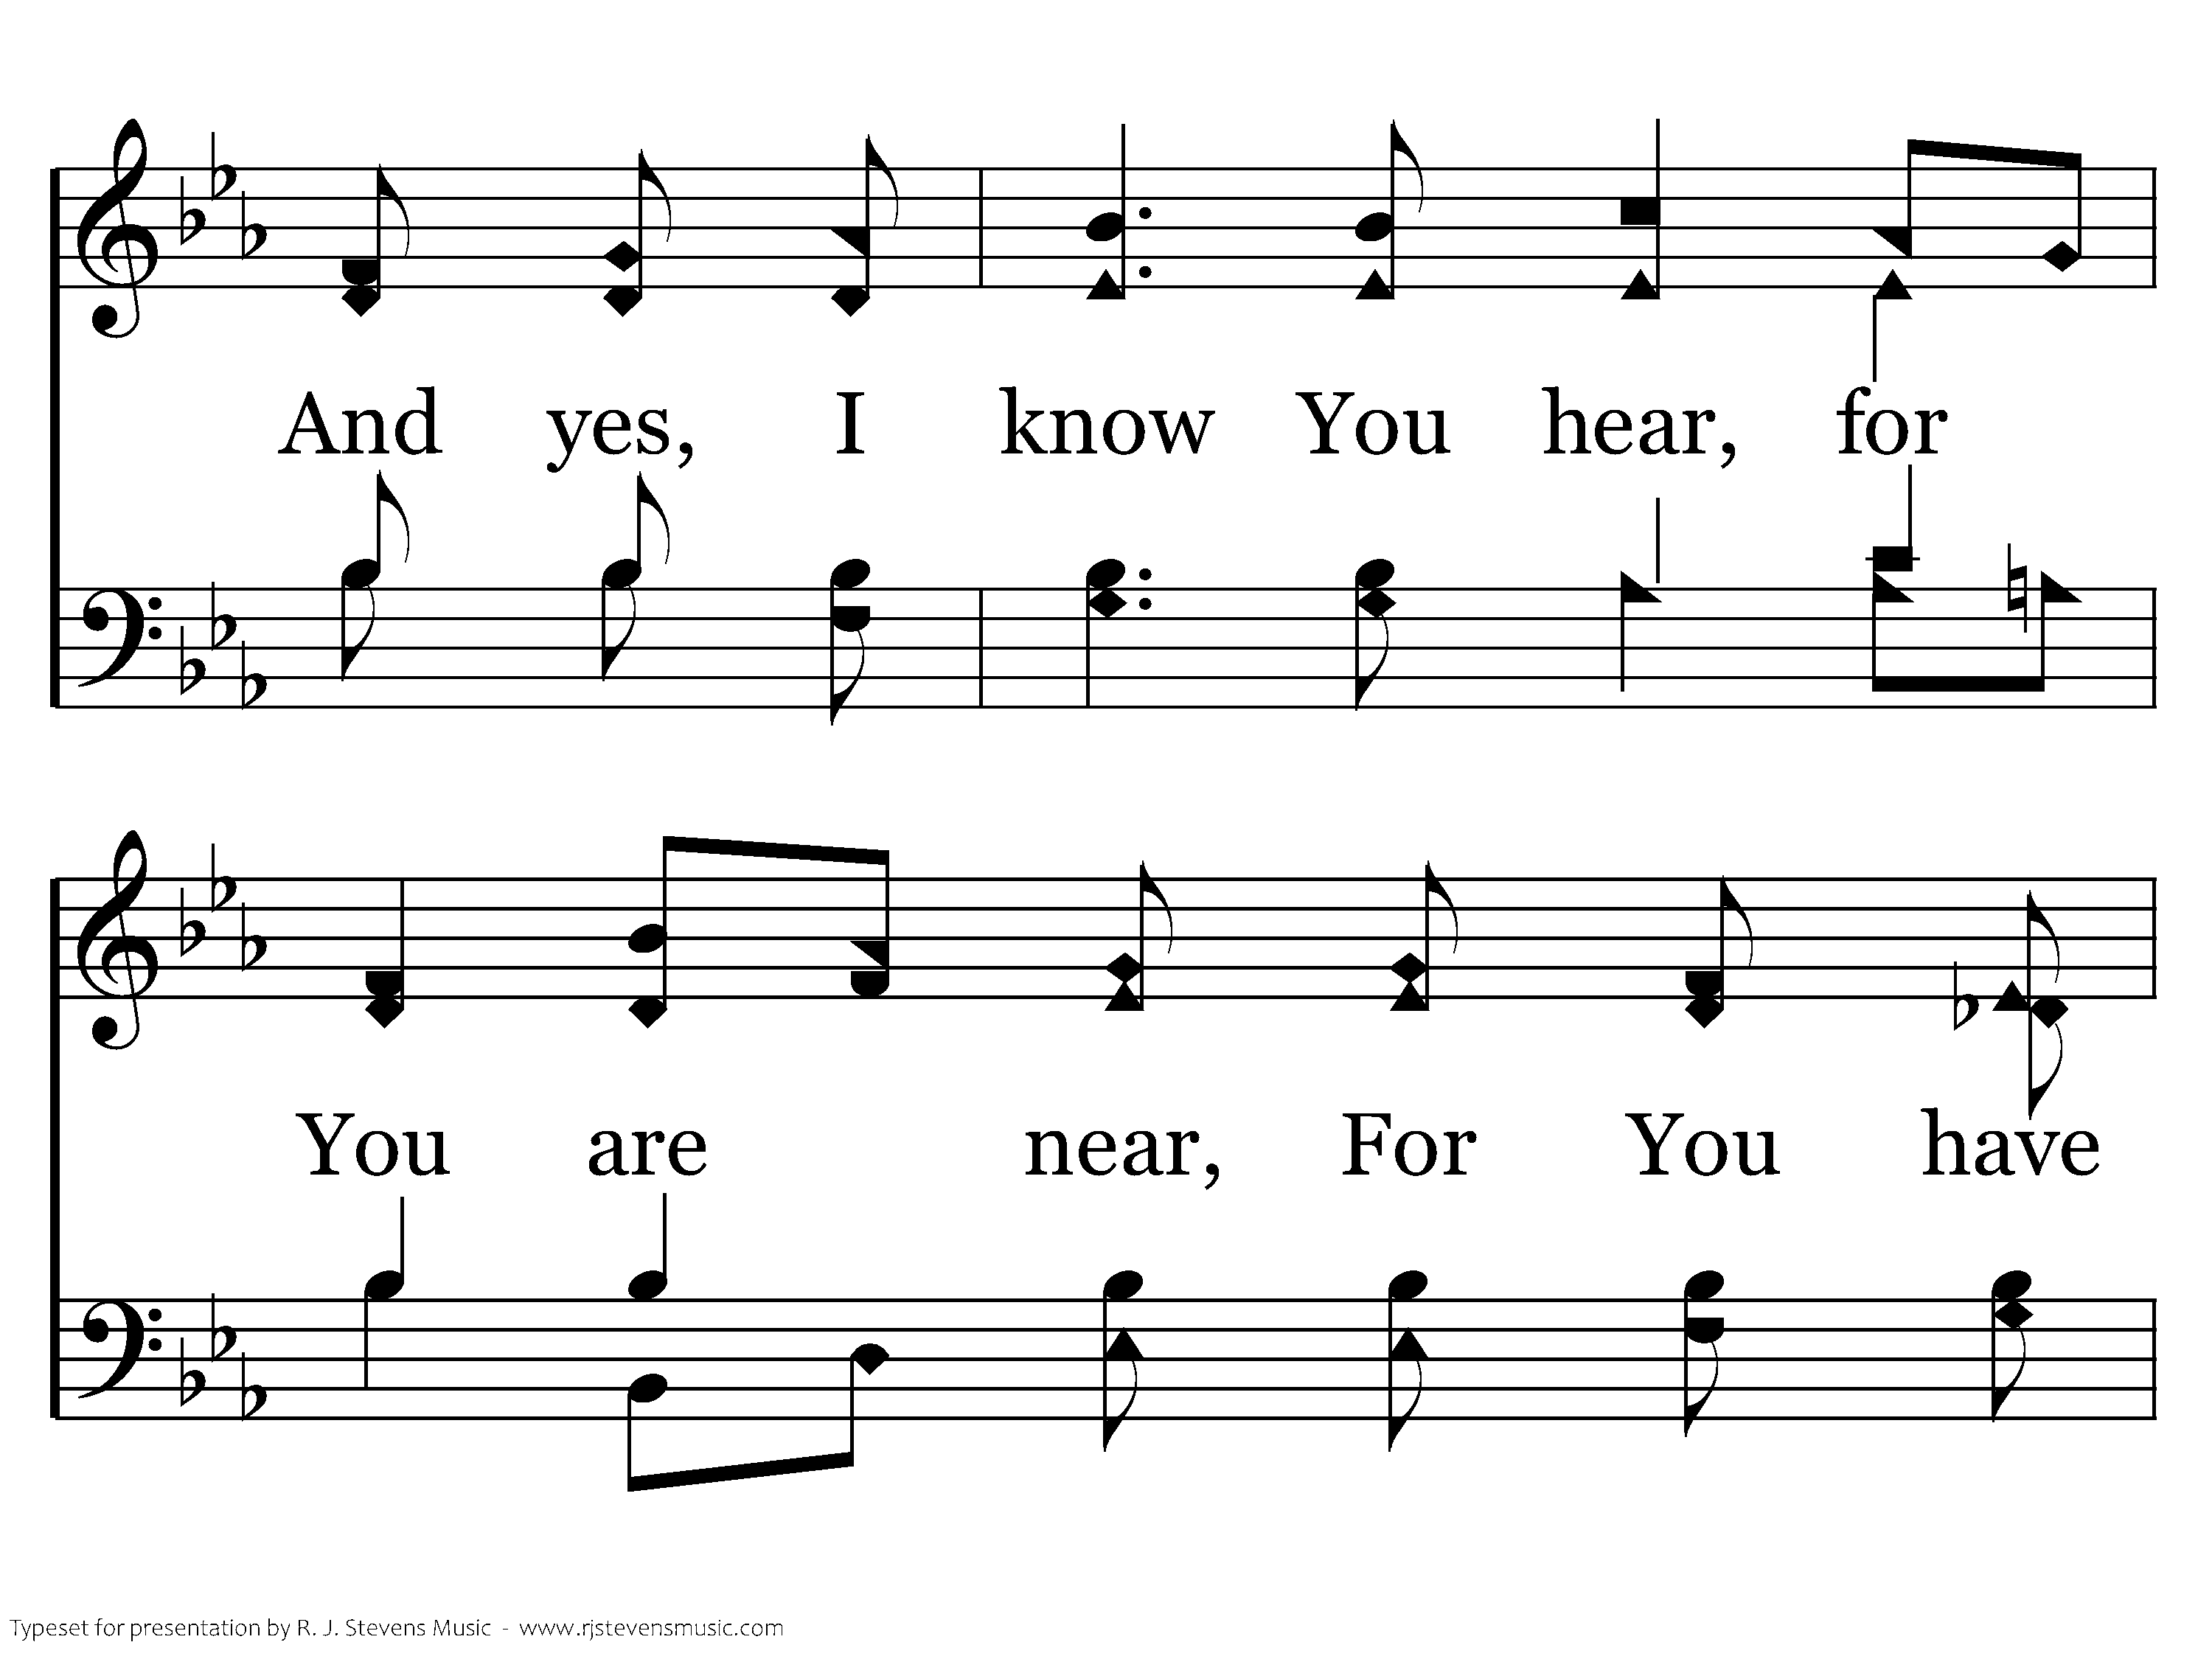 And yes, I know You hear, for
You are near, For You have
Typeset for presentation by R. J. Stevens Music - www.rjstevensmusic.com